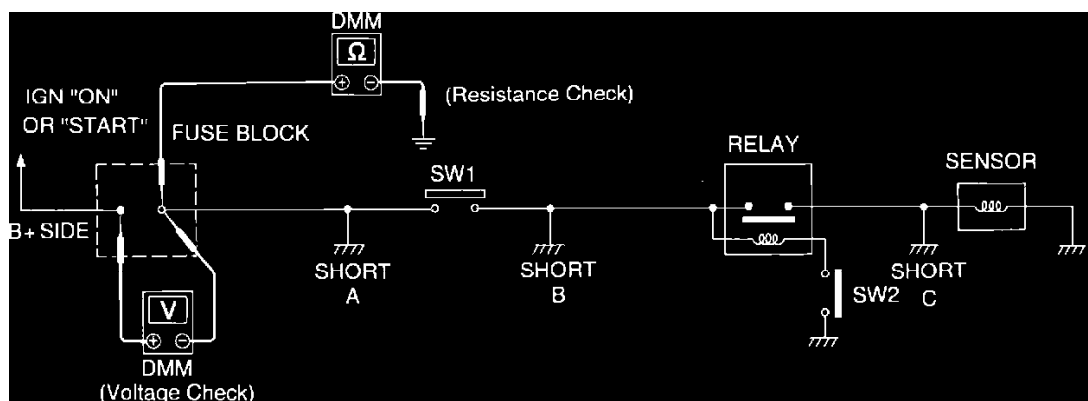 DMM
Ω
+ −
(Resistance Check)
IGN "ON"
OR "START"
FUSE BLOCK
RELAY
SENSOR
SW1
B+ SIDE
SHORT
A
SHORT
B
SW2
SHORT
C
V
+ −
DMM
(Voltage Check)